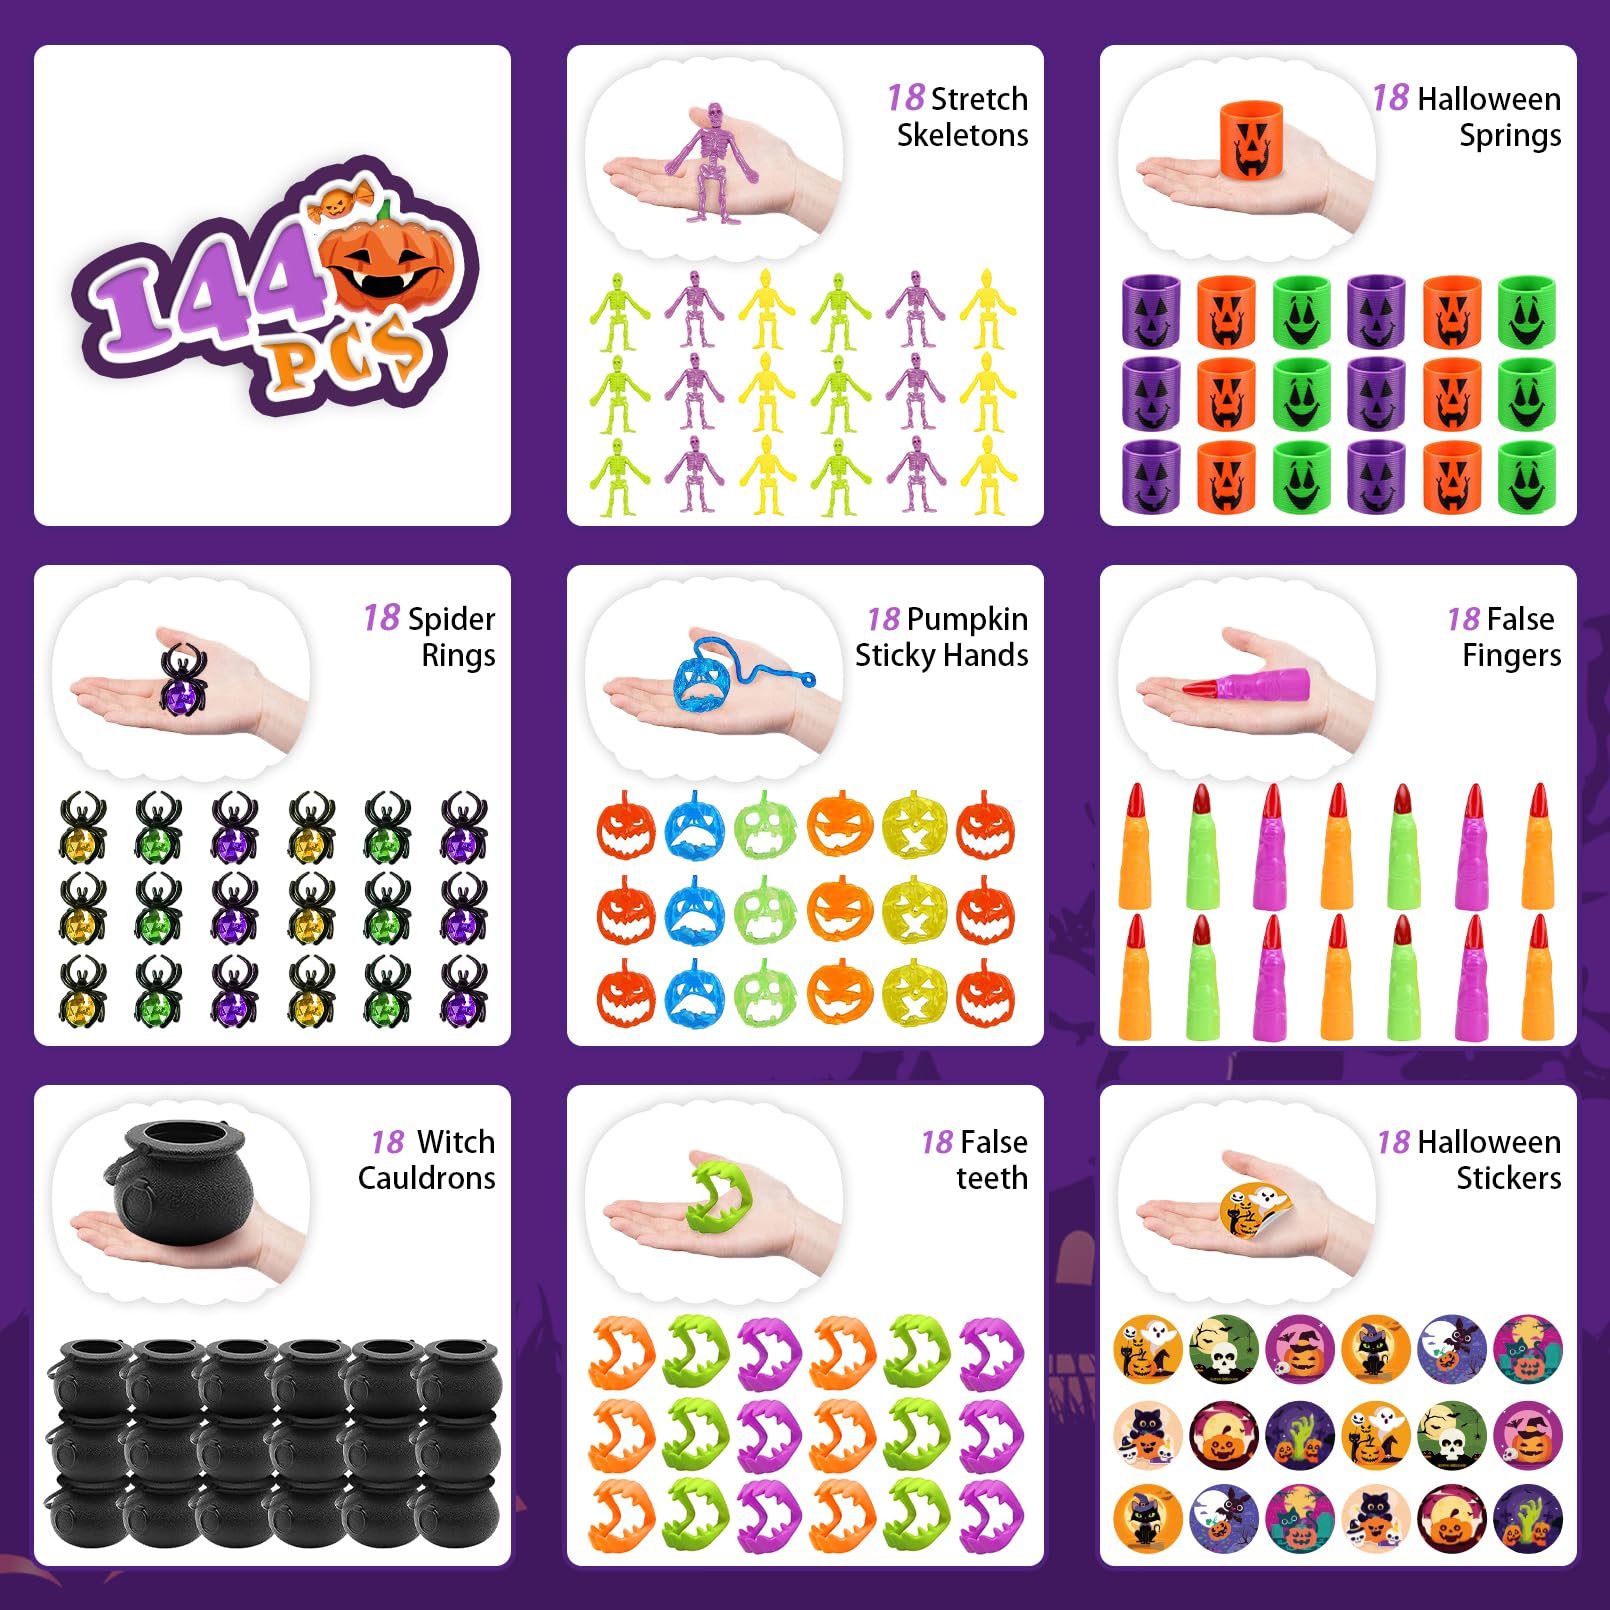 144
PCS
18 Stretch
Skeletons
18 Halloween
Springs
18 Spider
Rings
18 Pumpkin
Sticky Hands
18 False
Fingers
18 Witch
Cauldrons
18 False
teeth
18 Halloween
Stickers